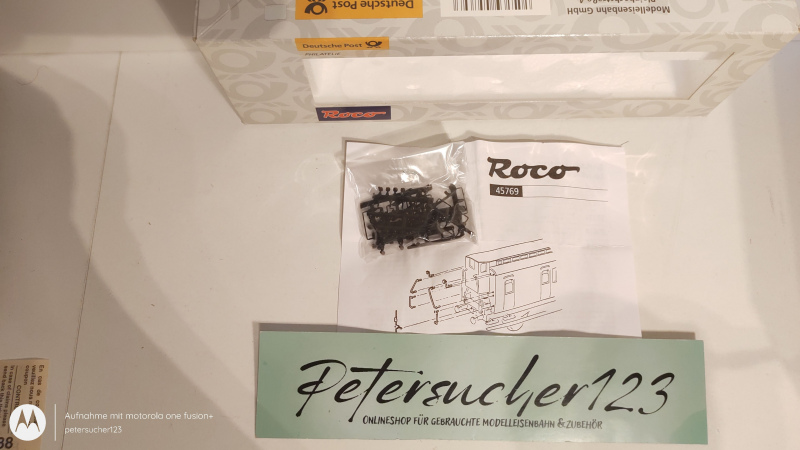 Deutsche Post
Modelleisenbahn GmbH
Deutsche Post
Roco
Roco
45769
Petersucher123
ONLINESHOP FÜR GEBRAUCHTE MODELLEISENBAHN & ZUBEHÖR
38
Aufnahme mit motorola one fusion+
petersucher123